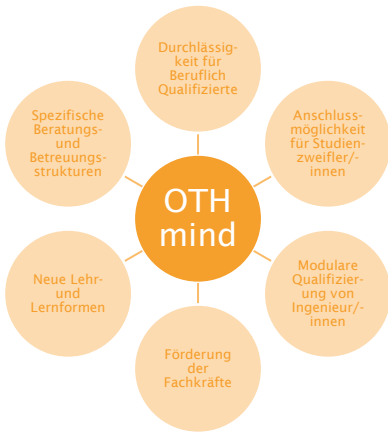 Durchlässig-
keit für
Beruflich
Qualifizierte
Spezifische
Beratungs-
und
Betreuungs-
strukturen
Anschluss-
möglichkeit
für Studien-
zweifler/-
innen
OTH
mind
Neue Lehr-
und
Lernformen
Modulare
Qualifizier-
ung von
Ingenieur/-
innen
Förderung
der
Fachkräfte